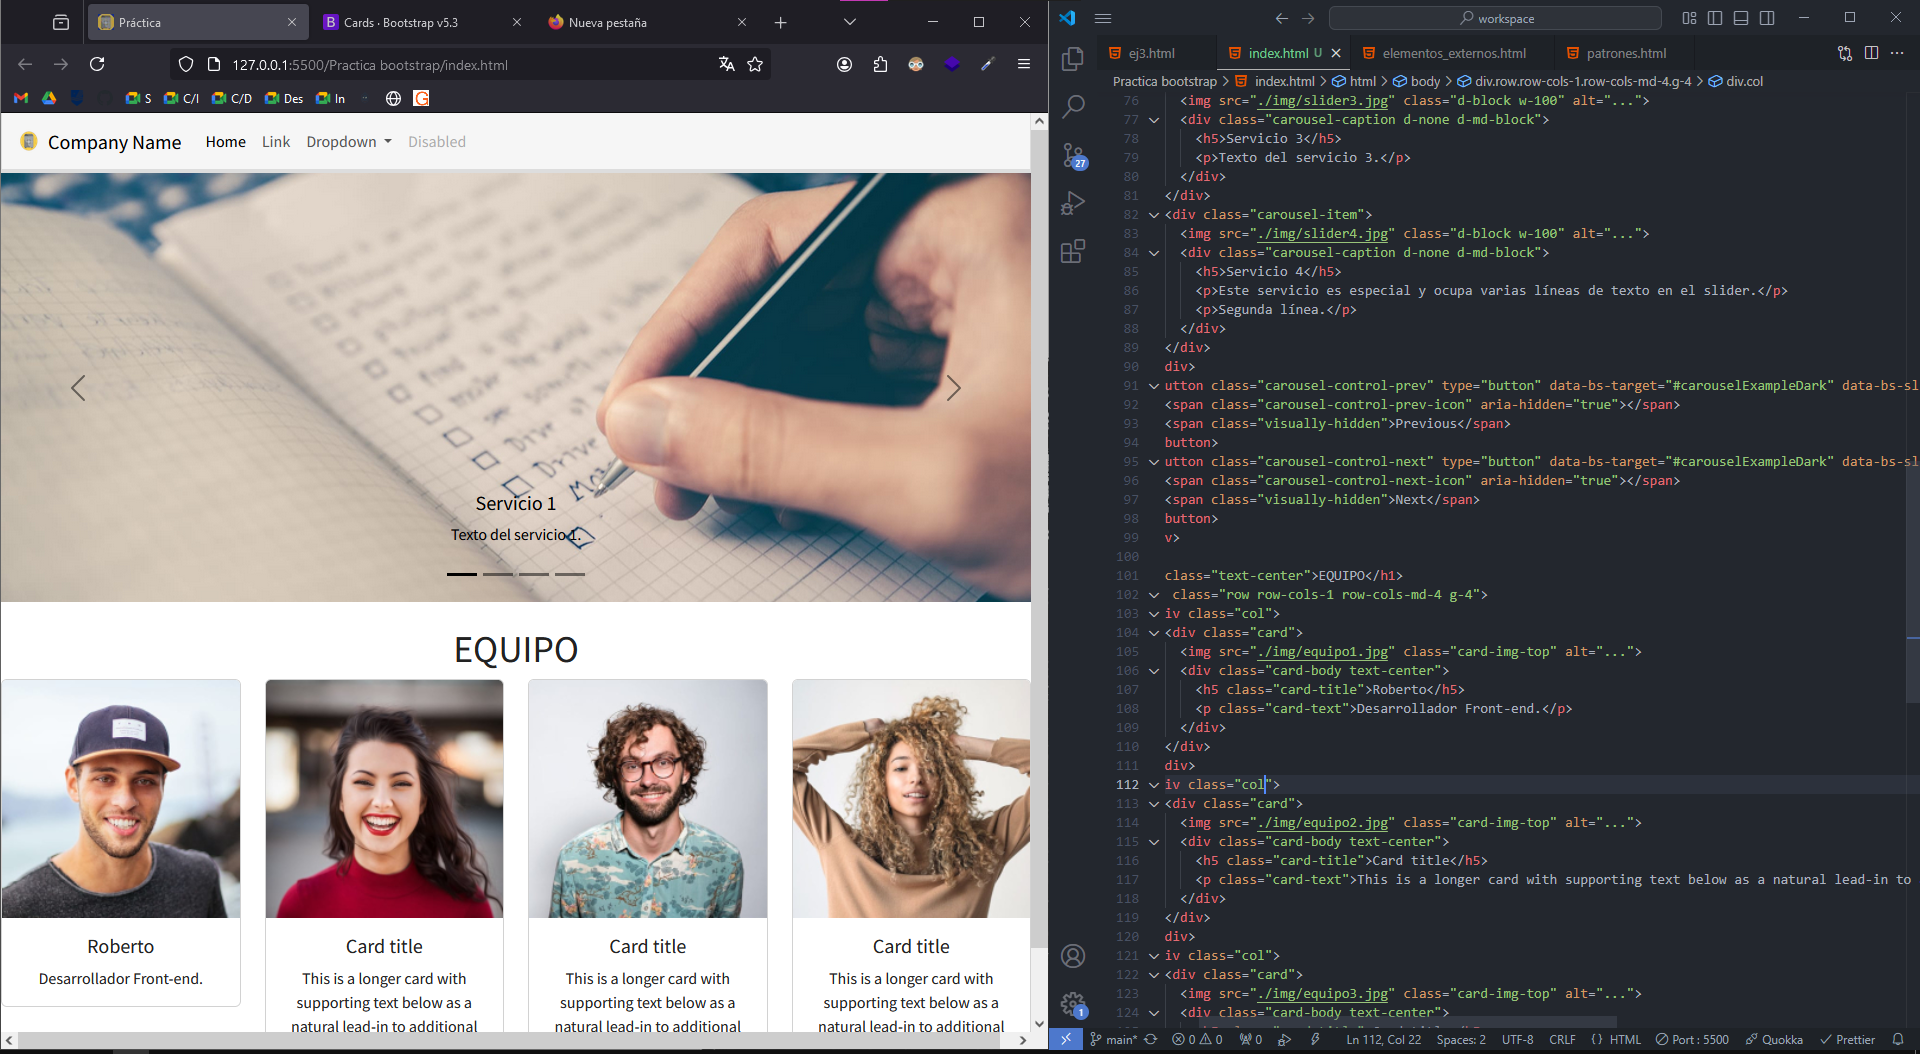 Práctica
Cards · Bootstrap v5.3
Nueva pestaña
127.0.0.1:5500/Practica bootstrap/index.html
S
C/I
C/D
Des
In
Company Name
Home
Link
Dropdown
Disabled
Servicio 1
Texto del servicio 1.
EQUIPO
Roberto
Desarrollador Front-end.
Card title
This is a longer card with
supporting text below as a
natural lead-in to additional
Card title
This is a longer card with
supporting text below as a
natural lead-in to additional
Card title
This is a longer card with
supporting text below as a
natural lead-in to additional
workspace
ej3.html
index.html U
elementos_externos.html
patrones.html
Practica bootstrap > index.html > html > body > div.row.row-cols-1.row-cols-md-4.g-4 > div.col
76 <img src="./img/slider3.jpg" class="d-block w-100" alt="...">
77 <div class="carousel-caption d-none d-md-block">
78 <h5>Servicio 3</h5>
79 <p>Texto del servicio 3.</p>
80 </div>
81 </div>
82 <div class="carousel-item">
83 <img src="./img/slider4.jpg" class="d-block w-100" alt="...">
84 <div class="carousel-caption d-none d-md-block">
85 <h5>Servicio 4</h5>
86 <p>Este servicio es especial y ocupa varias líneas de texto en el slider.</p>
87 <p>Segunda línea.</p>
88 </div>
89 </div>
90 div>
91 utton class="carousel-control-prev" type="button" data-bs-target="#carouselExampleDark" data-bs-sl
92 <span class="carousel-control-prev-icon" aria-hidden="true"></span>
93 <span class="visually-hidden">Previous</span>
94 button>
95 utton class="carousel-control-next" type="button" data-bs-target="#carouselExampleDark" data-bs-sl
96 <span class="carousel-control-next-icon" aria-hidden="true"></span>
97 <span class="visually-hidden">Next</span>
98 button>
99 v>
100
101 class="text-center">EQUIPO</h1>
102 class="row row-cols-1 row-cols-md-4 g-4">
103 iv class="col">
104 <div class="card">
105 <img src="./img/equipo1.jpg" class="card-img-top" alt="...">
106 <div class="card-body text-center">
107 <h5 class="card-title">Roberto</h5>
108 <p class="card-text">Desarrollador Front-end.</p>
109 </div>
110 </div>
111 div>
112 iv class="col">
113 <div class="card">
114 <img src="./img/equipo2.jpg" class="card-img-top" alt="...">
115 <div class="card-body text-center">
116 <h5 class="card-title">Card title</h5>
117 <p class="card-text">This is a longer card with supporting text below as a natural lead-in to
118 </div>
119 </div>
120 div>
121 iv class="col">
122 <div class="card">
123 <img src="./img/equipo3.jpg" class="card-img-top" alt="...">
124 <div class="card-body text-center">
27
1
main*
0
0
0
Ln 112, Col 22
Spaces: 2
UTF-8
CRLF
{ } HTML
Port : 5500
Quokka
Prettier